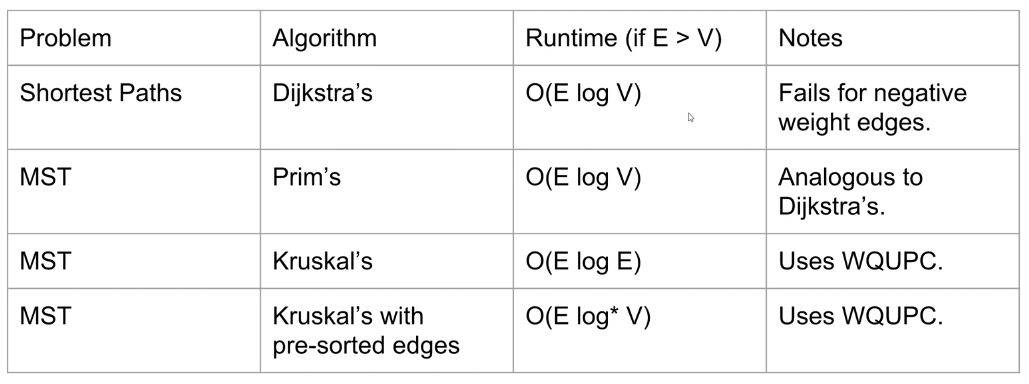 Problem
Algorithm
Runtime (if E > V)
Notes
Shortest Paths
Dijkstra’s
O(E log V)
Fails for negative
weight edges.
MST
Prim’s
O(E log V)
Analogous to
Dijkstra’s.
MST
Kruskal’s
O(E log E)
Uses WQUPC.
MST
Kruskal’s with
pre-sorted edges
O(E log* V)
Uses WQUPC.